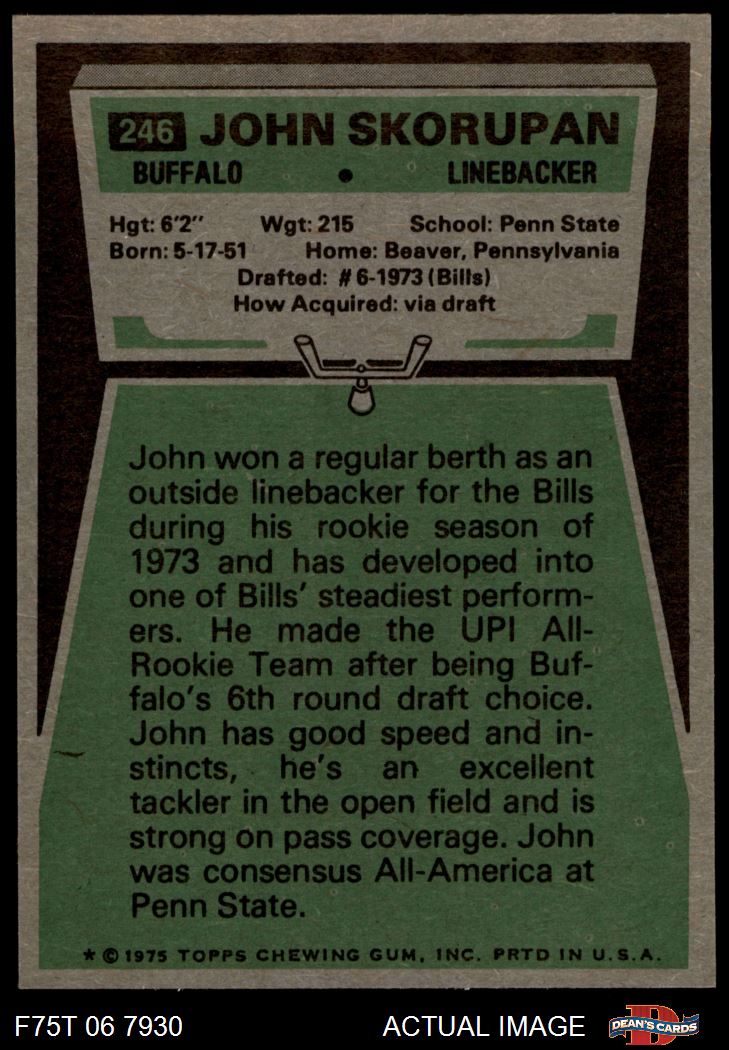 246 JOHN SKORUPAN
BUFFALO • LINEBACKER
Hgt: 6'2" Wgt: 215 School: Penn State
Born: 5-17-51 Home: Beaver, Pennsylvania
Drafted: #6-1973 (Bills)
How Acquired: via draft
John won a regular berth as an
outside linebacker for the Bills
during his rookie season of
1973 and has developed into
one of Bills' steadiest perform-
ers. He made the UPI All-
Rookie Team after being Buf-
falo's 6th round draft choice.
John has good speed and in-
stincts, he's an excellent
tackler in the open field and is
strong on pass coverage. John
was consensus All-America at
Penn State.
* © 1975 TOPPS CHEWING GUM, INC. PRTD IN U.S.A.
F75T 06 7930 ACTUAL IMAGE D DEAN'S CARDS